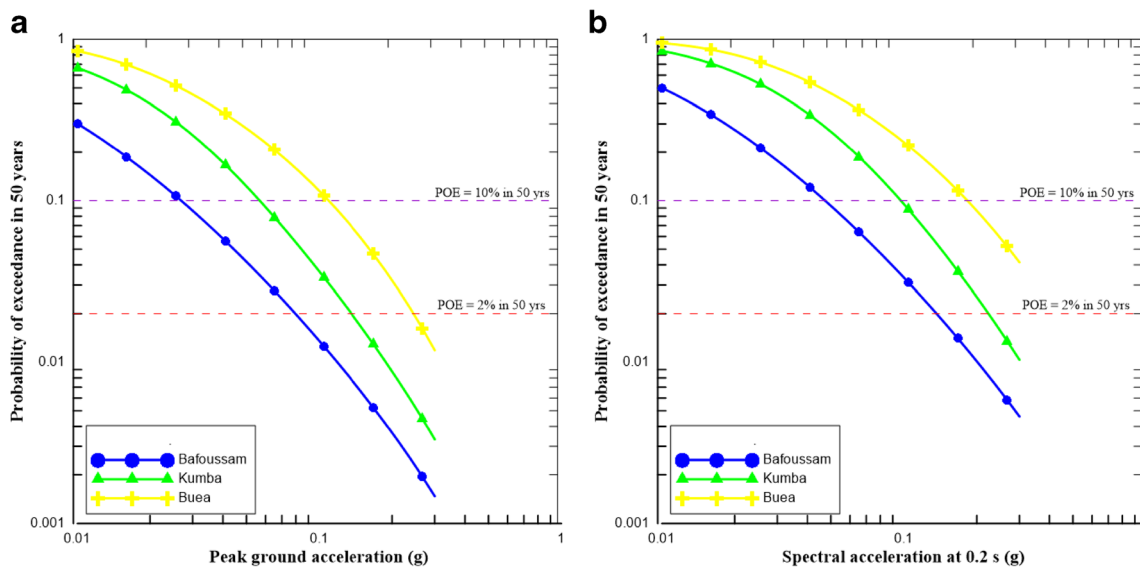 a
1
0.1
0.01
0.001
Probability of exceedance in 50 years
POE = 10% in 50 yrs
POE = 2% in 50 yrs
Bafoussam
Kumba
Buea
0.01
0.1
1
Peak ground acceleration (g)
b
1
0.1
0.01
0.001
Probability of exceedance in 50 years
POE = 10% in 50 yrs
POE = 2% in 50 yrs
Bafoussam
Kumba
Buea
0.01
0.1
Spectral acceleration at 0.2 s (g)